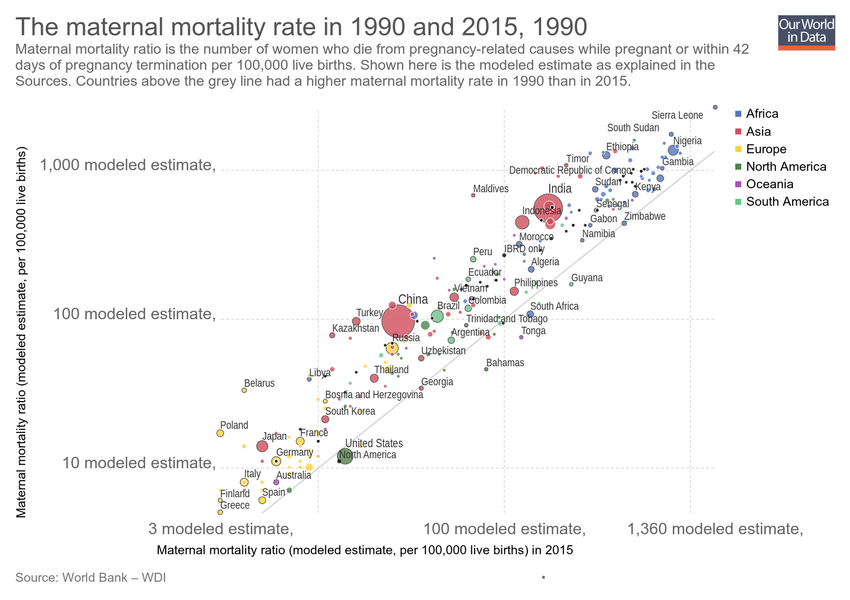 The maternal mortality rate in 1990 and 2015, 1990
Our World
in Data
Maternal mortality ratio is the number of women who die from pregnancy-related causes while pregnant or within 42
days of pregnancy termination per 100,000 live births. Shown here is the modeled estimate as explained in the
Sources. Countries above the grey line had a higher maternal mortality rate in 1990 than in 2015.
Sierra Leone
Africa
South Sudan
Asia
Ethiopia
Nigeria
Europe
Timor
Gambia
North America
1,000 modeled estimate,
Democratic Republic of Congo
Oceania
Maldives
India
Sudan
Kenya
South America
Indonesia
Senegal
Gabon
Zimbabwe
Morocco
Namibia
Peru
IBRD only
Algeria
Ecuador
Guyana
Vietnam
Philippines
China
Colombia
Brazil
South Africa
100 modeled estimate,
Turkey
Trinidad and Tobago
Kazakhstan
Argentina
Tonga
Russia
Uzbekistan
Bahamas
Libya
Thailand
Georgia
Belarus
Bosnia and Herzegovina
South Korea
Poland
Japan
France
United States
Germany
North America
10 modeled estimate,
Italy
Australia
Finland
Spain
Greece
Maternal mortality ratio (modeled estimate, per 100,000 live births)
3 modeled estimate,
100 modeled estimate,
1,360 modeled estimate,
Maternal mortality ratio (modeled estimate, per 100,000 live births) in 2015
Source: World Bank – WDI